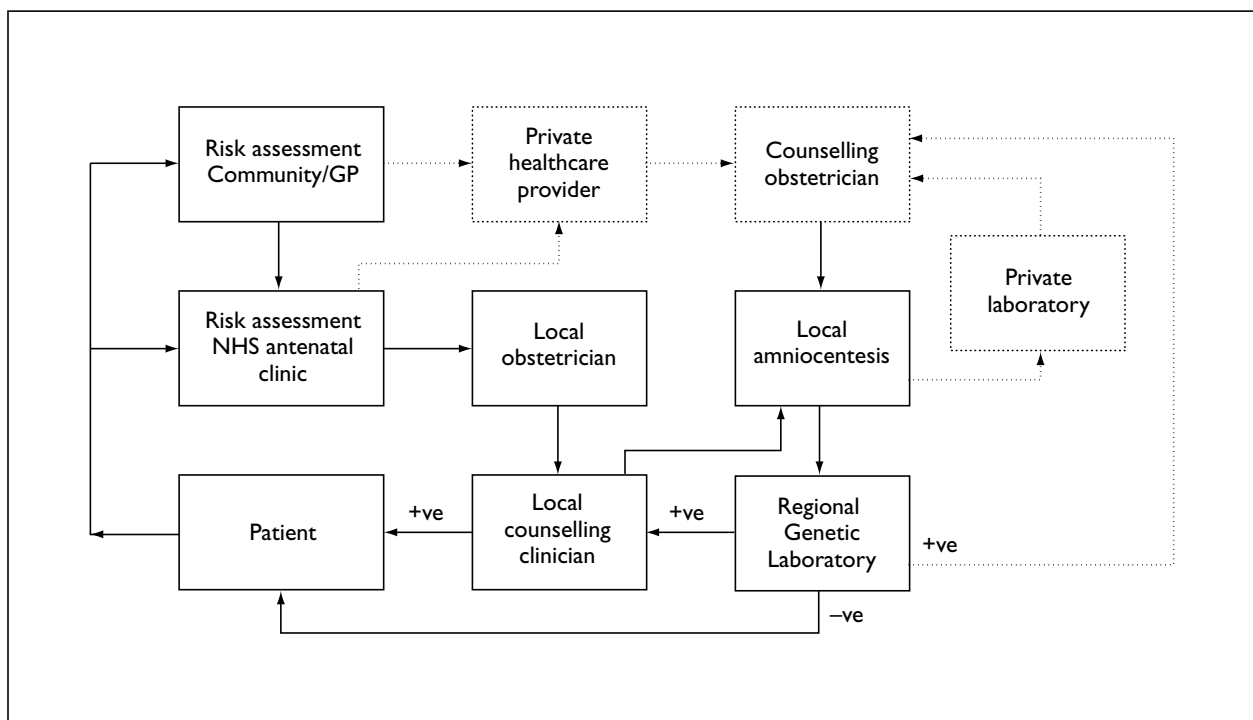 Risk assessment
Community/GP
Private
healthcare
provider
Counselling
obstetrician
Private
laboratory
Risk assessment
NHS antenatal
clinic
Local
obstetrician
Local
amniocentesis
Patient
+ve
Local
counselling
clinician
+ve
Regional
Genetic
Laboratory
+ve
–ve